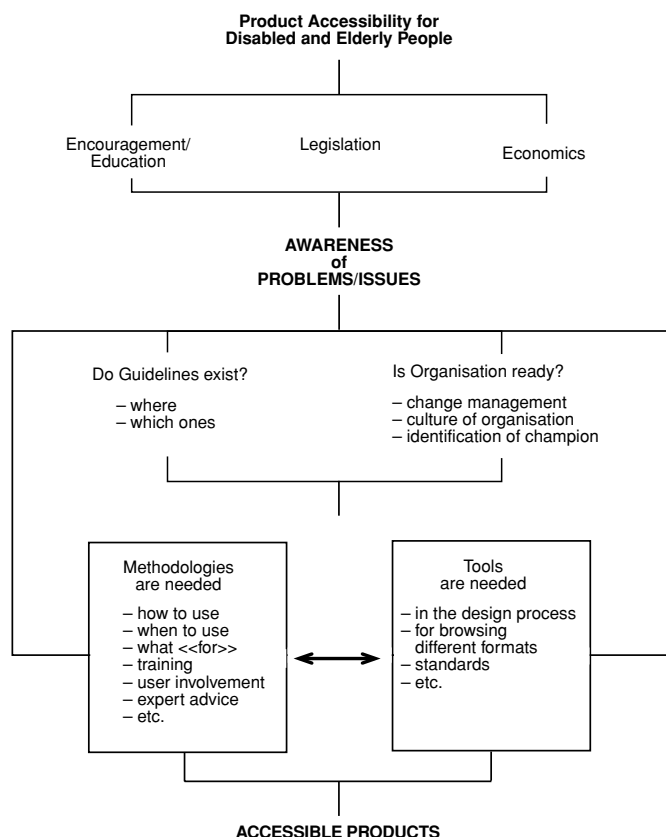 Product Accessibility for
Disabled and Elderly People
Encouragement/
Education
Legislation
Economics
AWARENESS
of
PROBLEMS/ISSUES
Do Guidelines exist?
– where
– which ones
Is Organisation ready?
– change management
– culture of organisation
– identification of champion
Methodologies
are needed
– how to use
– when to use
– what <<for>>
– training
– user involvement
– expert advice
– etc.
Tools
are needed
– in the design process
– for browsing
different formats
– standards
– etc.
ACCESSIBLE PRODUCTS